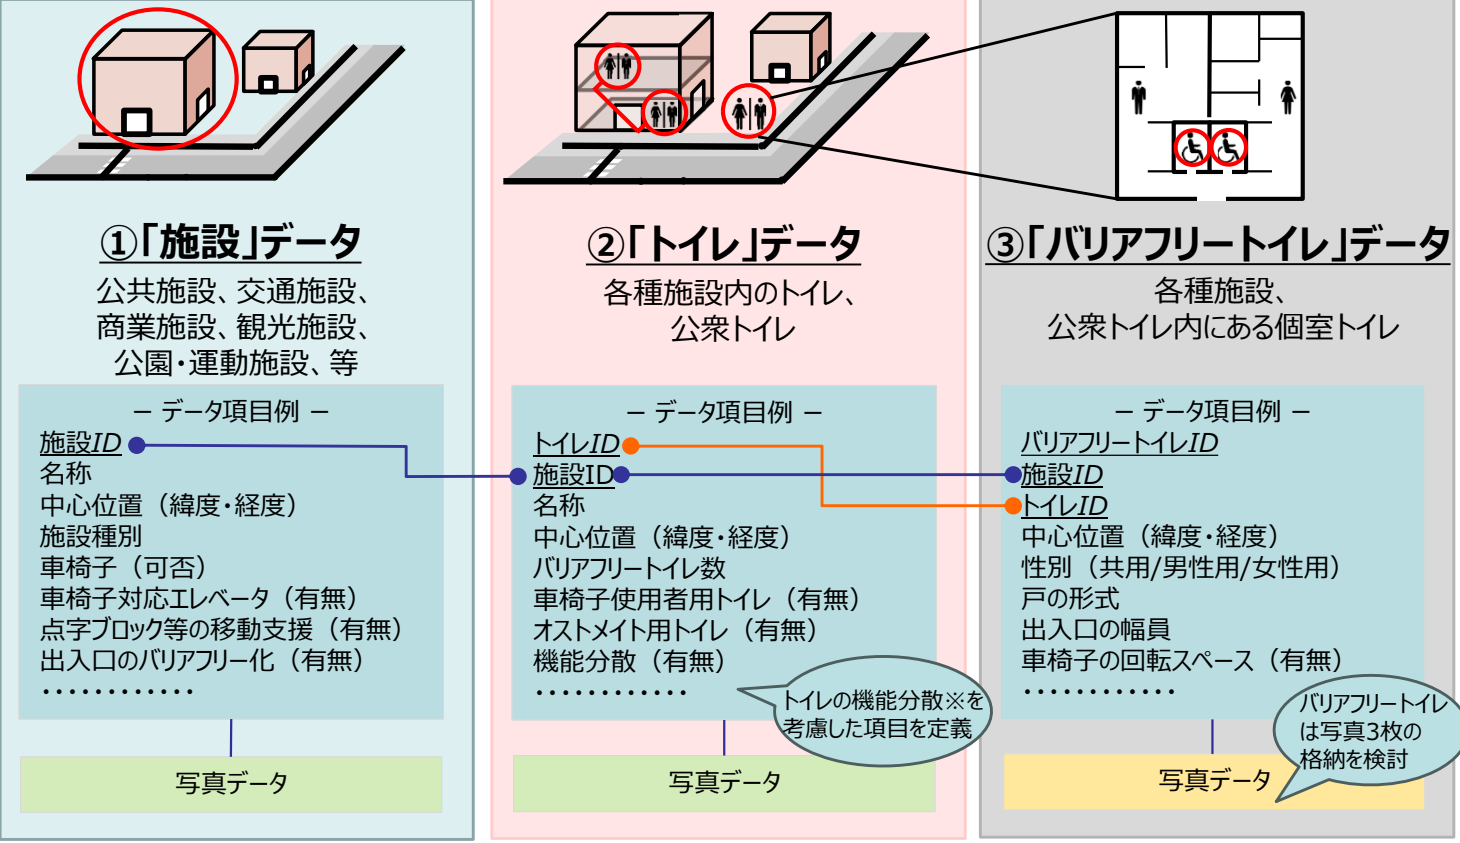 ①「施設」データ
公共施設、交通施設、
商業施設、観光施設、
公園・運動施設、等
－ データ項目例 －
施設ID
名称
中心位置（緯度・経度）
施設種別
車椅子（可否）
車椅子対応エレベータ（有無）
点字ブロック等の移動支援（有無）
出入口のバリアフリー化（有無）
・・・・・・・・・・・・
写真データ
②「トイレ」データ
各種施設内のトイレ、
公衆トイレ
－ データ項目例 －
トイレID
施設ID
名称
中心位置（緯度・経度）
バリアフリートイレ数
車椅子使用者用トイレ（有無）
オストメイト用トイレ（有無）
機能分散（有無）
・・・・・・・・・・・・
トイレの機能分散※を
考慮した項目を定義
写真データ
③「バリアフリートイレ」データ
各種施設、
公衆トイレ内にある個室トイレ
－ データ項目例 －
バリアフリートイレID
施設ID
トイレID
中心位置（緯度・経度）
性別（共用/男性用/女性用）
戸の形式
出入口の幅員
車椅子の回転スペース（有無）
・・・・・・・・・・・・
バリアフリートイレ
は写真3枚の
格納を検討
写真データ